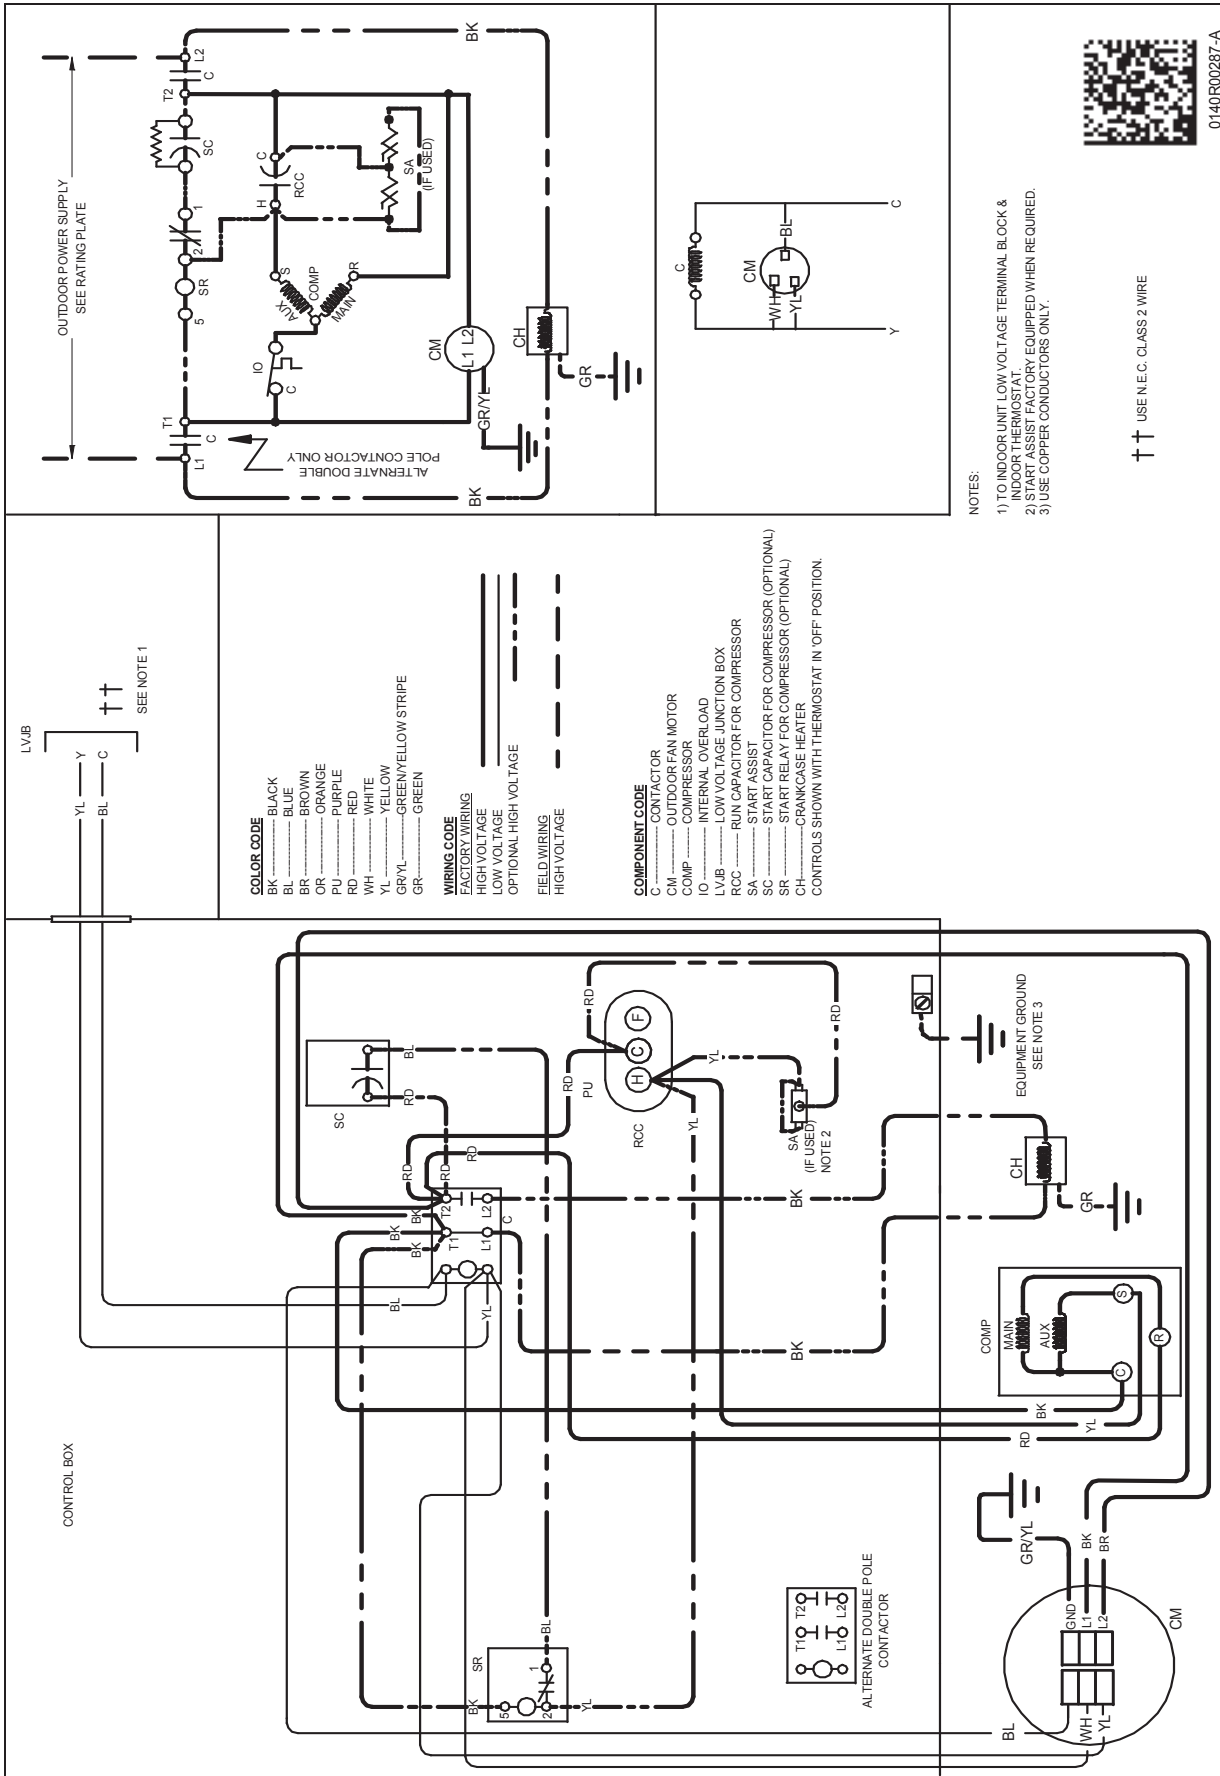 CONTROL BOX
LVJB
YL
Y
BL
C
SEE NOTE 1
SC
RD
BL
RD
RD
RD
RD
PU
RD
RCC
H
C
F
YL
YL
RD
SA
(IF USED)
NOTE 2
BK
BK
BK
T2
T1
L2
L1
C
BL
YL
BK
BK
CH
GR
EQUIPMENT GROUND
SEE NOTE 3
COMP
MAIN
AUX
C
S
R
BK
YL
RD
SR
BK
5
2
1
BL
YL
T1
T2
L1
L2
ALTERNATE DOUBLE POLE
CONTACTOR
GR/YL
BK
BR
GND
L1
L2
CM
BL
WH
YL
COLOR CODE
BK ---------- BLACK
BL ---------- BLUE
BR ---------- BROWN
OR ---------- ORANGE
PU ---------- PURPLE
RD ---------- RED
WH ---------- WHITE
YL ---------- YELLOW
GR/YL ---------- GREEN/YELLOW STRIPE
GR ---------- GREEN
WIRING CODE
FACTORY WIRING
HIGH VOLTAGE
LOW VOLTAGE
OPTIONAL HIGH VOLTAGE
FIELD WIRING
HIGH VOLTAGE
COMPONENT CODE
C ---------- CONTACTOR
CM ---------- OUTDOOR FAN MOTOR
COMP ---------- COMPRESSOR
IO ---------- INTERNAL OVERLOAD
LVJB ---------- LOW VOLTAGE JUNCTION BOX
RCC ---------- RUN CAPACITOR FOR COMPRESSOR
SA ---------- START ASSIST
SC ---------- START CAPACITOR FOR COMPRESSOR (OPTIONAL)
SR ---------- START RELAY FOR COMPRESSOR (OPTIONAL)
CH ---------- CRANKCASE HEATER
CONTROLS SHOWN WITH THERMOSTAT IN 'OFF' POSITION.
OUTDOOR POWER SUPPLY
SEE RATING PLATE
L1
C
T1
5
SR
2
1
SC
T2
C
L2
ALTERNATE DOUBLE
POLE CONTACTOR ONLY
IO
C
AUX
S
COMP
MAIN
R
H
C
RCC
SA
(IF USED)
CM
L1 L2
GR/YL
CH
GR
BK
BK
C
CM
WH
YL
BL
Y
C
NOTES:
1) TO INDOOR UNIT LOW VOLTAGE TERMINAL BLOCK &
INDOOR THERMOSTAT.
2) START ASSIST FACTORY EQUIPPED WHEN REQUIRED.
3) USE COPPER CONDUCTORS ONLY.
†† USE N.E.C. CLASS 2 WIRE
0140R00287-A